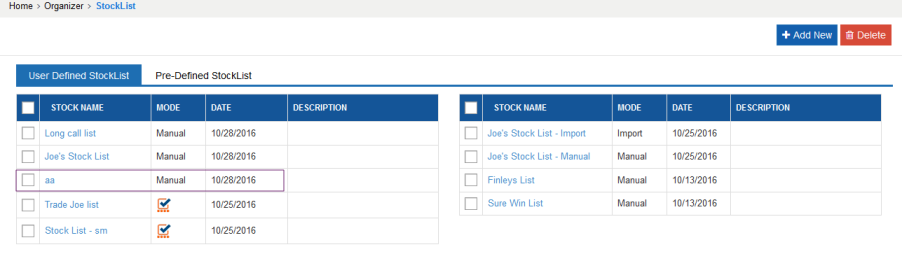 Home > Organizer > StockList
+ Add New Delete
User Defined StockList Pre-Defined StockList
STOCK NAME MODE DATE DESCRIPTION
Long call list Manual 10/28/2016
Joe's Stock List Manual 10/28/2016
aa Manual 10/28/2016
Trade Joe list 10/25/2016
Stock List - sm 10/25/2016
STOCK NAME MODE DATE DESCRIPTION
Joe's Stock List - Import Import 10/25/2016
Joe's Stock List - Manual Manual 10/25/2016
Finleys List Manual 10/13/2016
Sure Win List Manual 10/13/2016